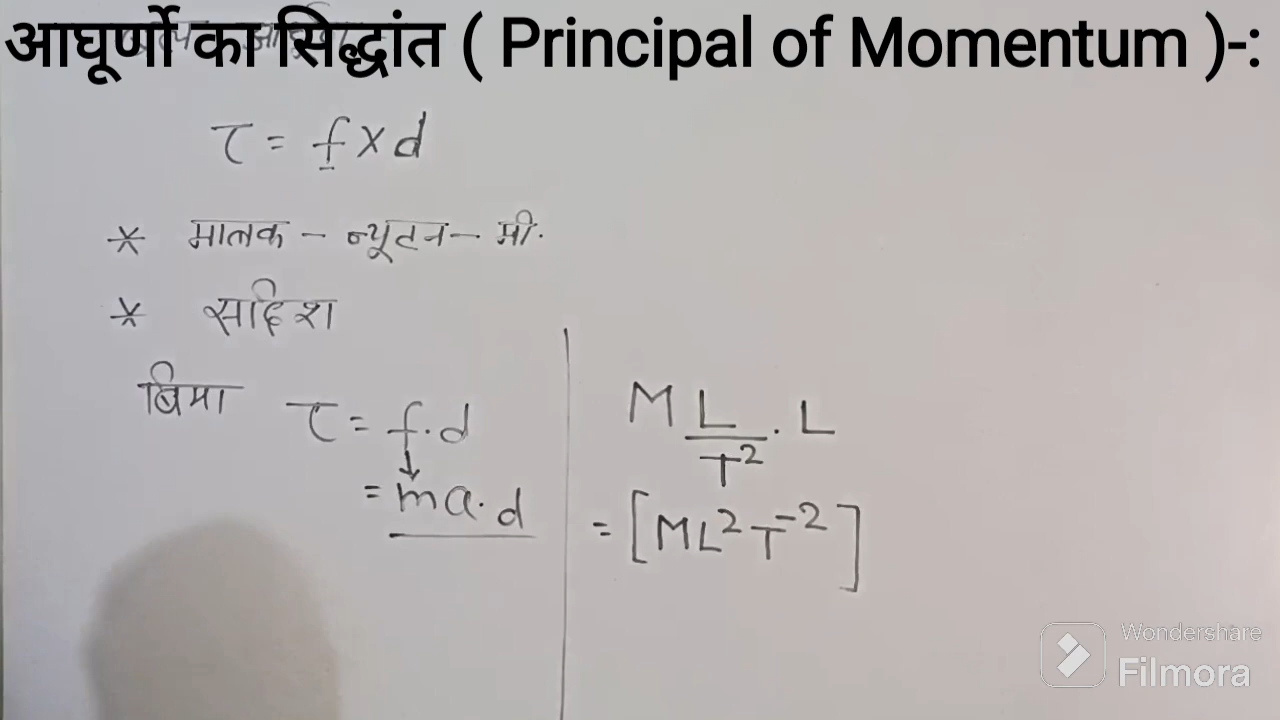 आघूर्णो का सिद्धांत ( Principal of Momentum )-:
τ = f x d
* मात्रक - न्यूटन - मी.
* सदिश
विमा τ = f.d
= ma.d
M L/T² . L
= [ML²T⁻²]
Wondershare
Filmora